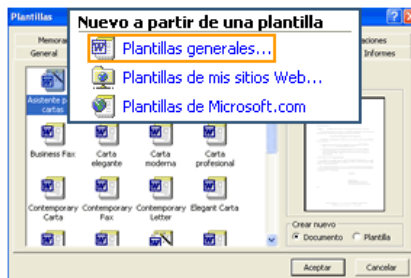 Plantillas
Nuevo a partir de una plantilla
Plantillas generales...
Plantillas de mis sitios Web...
Plantillas de Microsoft.com
Memora
General
Informes
Asistente p
cartas
Business Fax
Carta elegante
Carta moderna
Carta profesional
Contemporary Carta
Contemporary Fax
Contemporary Letter
Elegant Carta
Crear nuevo
Documento
Plantilla
Aceptar
Cancelar